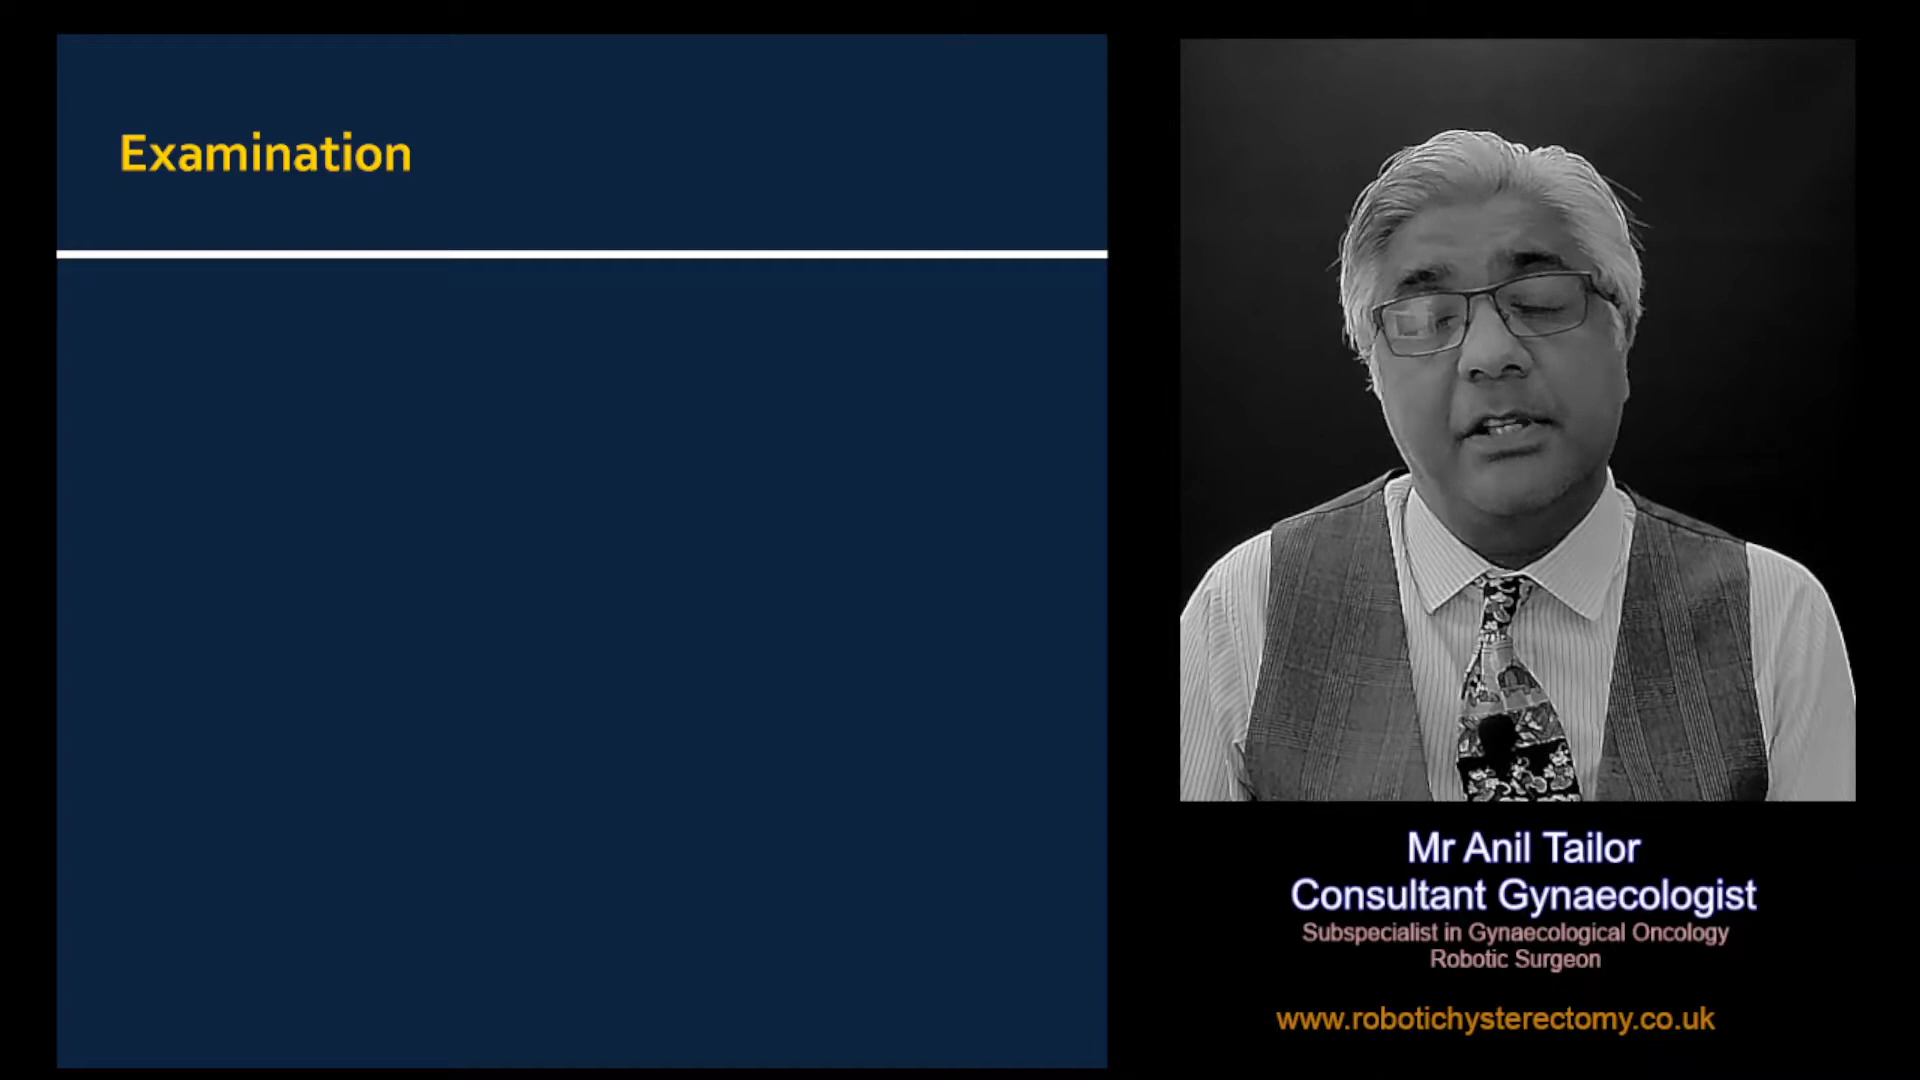 Examination
Mr Anil Tailor
Consultant Gynaecologist
Subspecialist in Gynaecological Oncology
Robotic Surgeon
www.robotichysterectomy.co.uk